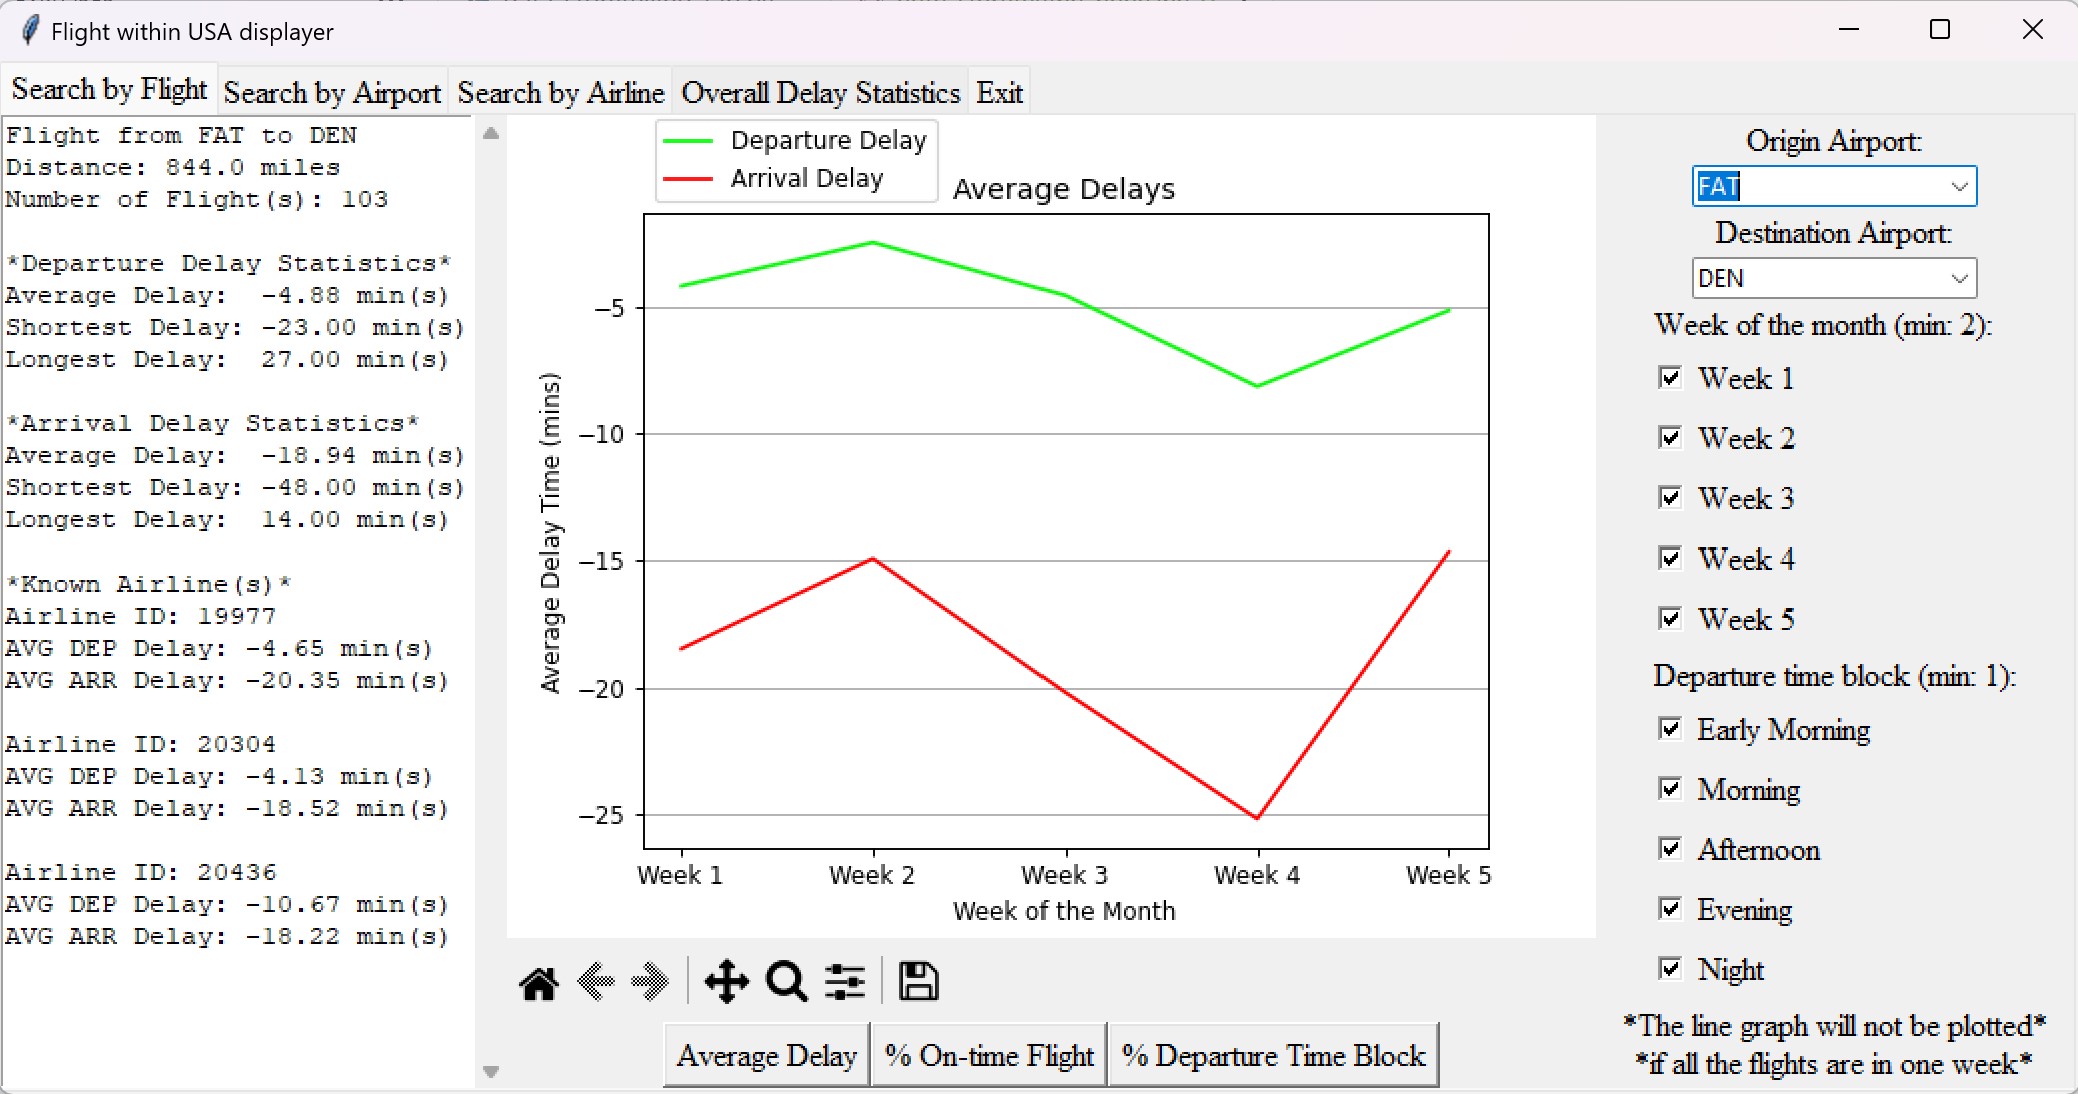 Flight within USA displayer
Search by Flight Search by Airport Search by Airline Overall Delay Statistics Exit
Flight from FAT to DEN
Distance: 844.0 miles
Number of Flight(s): 103
*Departure Delay Statistics*
Average Delay:  -4.88 min(s)
Shortest Delay: -23.00 min(s)
Longest Delay:  27.00 min(s)
*Arrival Delay Statistics*
Average Delay:  -18.94 min(s)
Shortest Delay: -48.00 min(s)
Longest Delay:  14.00 min(s)
*Known Airline(s)*
Airline ID: 19977
AVG DEP Delay: -4.65 min(s)
AVG ARR Delay: -20.35 min(s)
Airline ID: 20304
AVG DEP Delay: -4.13 min(s)
AVG ARR Delay: -18.52 min(s)
Airline ID: 20436
AVG DEP Delay: -10.67 min(s)
AVG ARR Delay: -18.22 min(s)
Departure Delay
Arrival Delay
Average Delays
Average Delay Time (mins)
−5
−10
−15
−20
−25
Week 1 Week 2 Week 3 Week 4 Week 5
Week of the Month
Average Delay % On-time Flight % Departure Time Block
Origin Airport:
FAT
Destination Airport:
DEN
Week of the month (min: 2):
Week 1
Week 2
Week 3
Week 4
Week 5
Departure time block (min: 1):
Early Morning
Morning
Afternoon
Evening
Night
*The line graph will not be plotted*
*if all the flights are in one week*